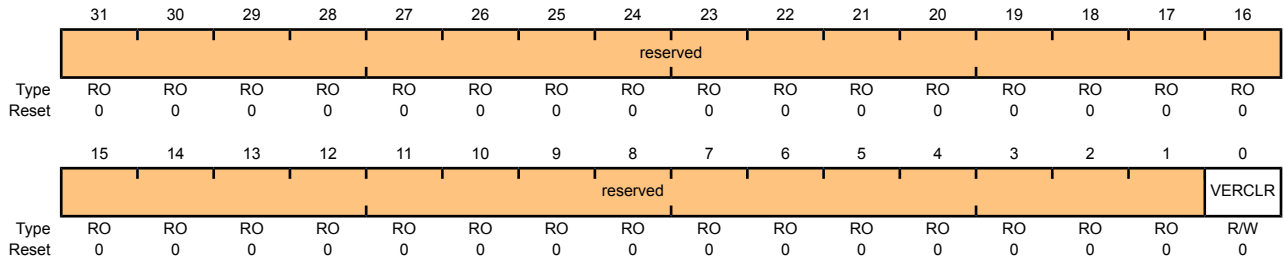 31 30 29 28 27 26 25 24 23 22 21 20 19 18 17 16
reserved
Type RO RO RO RO RO RO RO RO RO RO RO RO RO RO RO RO
Reset 0 0 0 0 0 0 0 0 0 0 0 0 0 0 0 0
15 14 13 12 11 10 9 8 7 6 5 4 3 2 1 0
reserved VERCLR
Type RO RO RO RO RO RO RO RO RO RO RO RO RO RO RO R/W
Reset 0 0 0 0 0 0 0 0 0 0 0 0 0 0 0 0